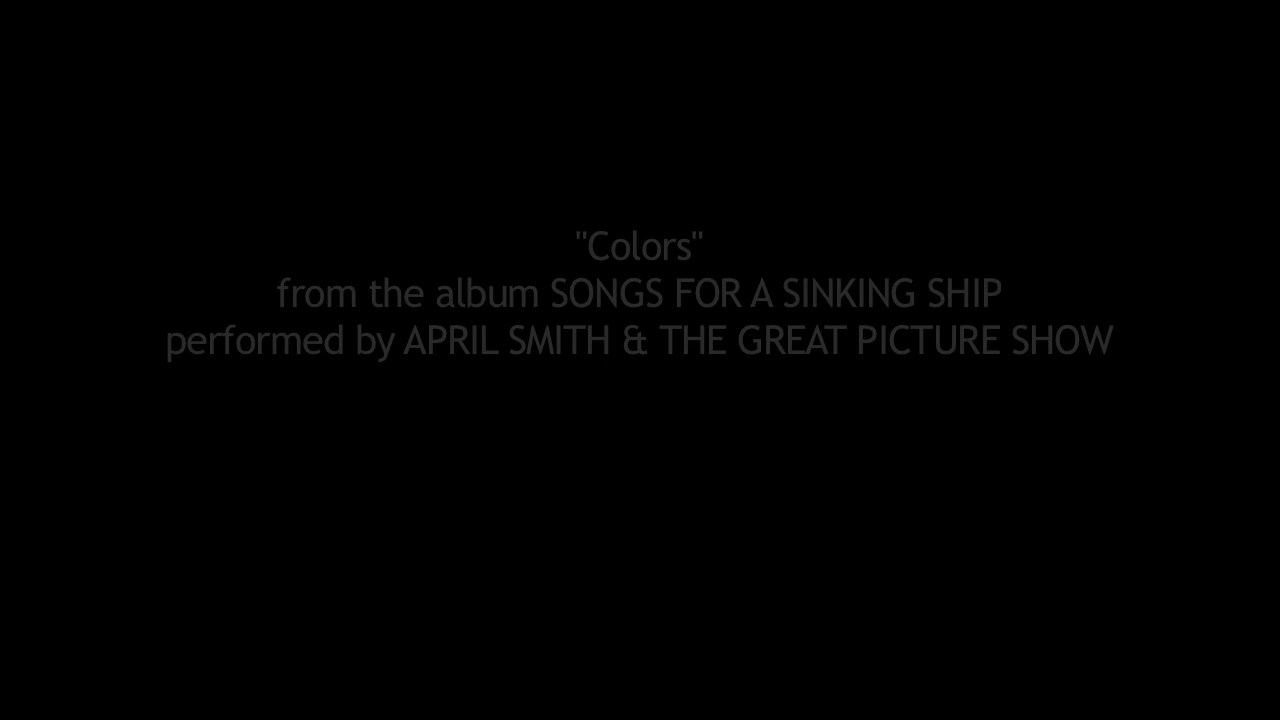 "Colors"
from the album SONGS FOR A SINKING SHIP
performed by APRIL SMITH & THE GREAT PICTURE SHOW